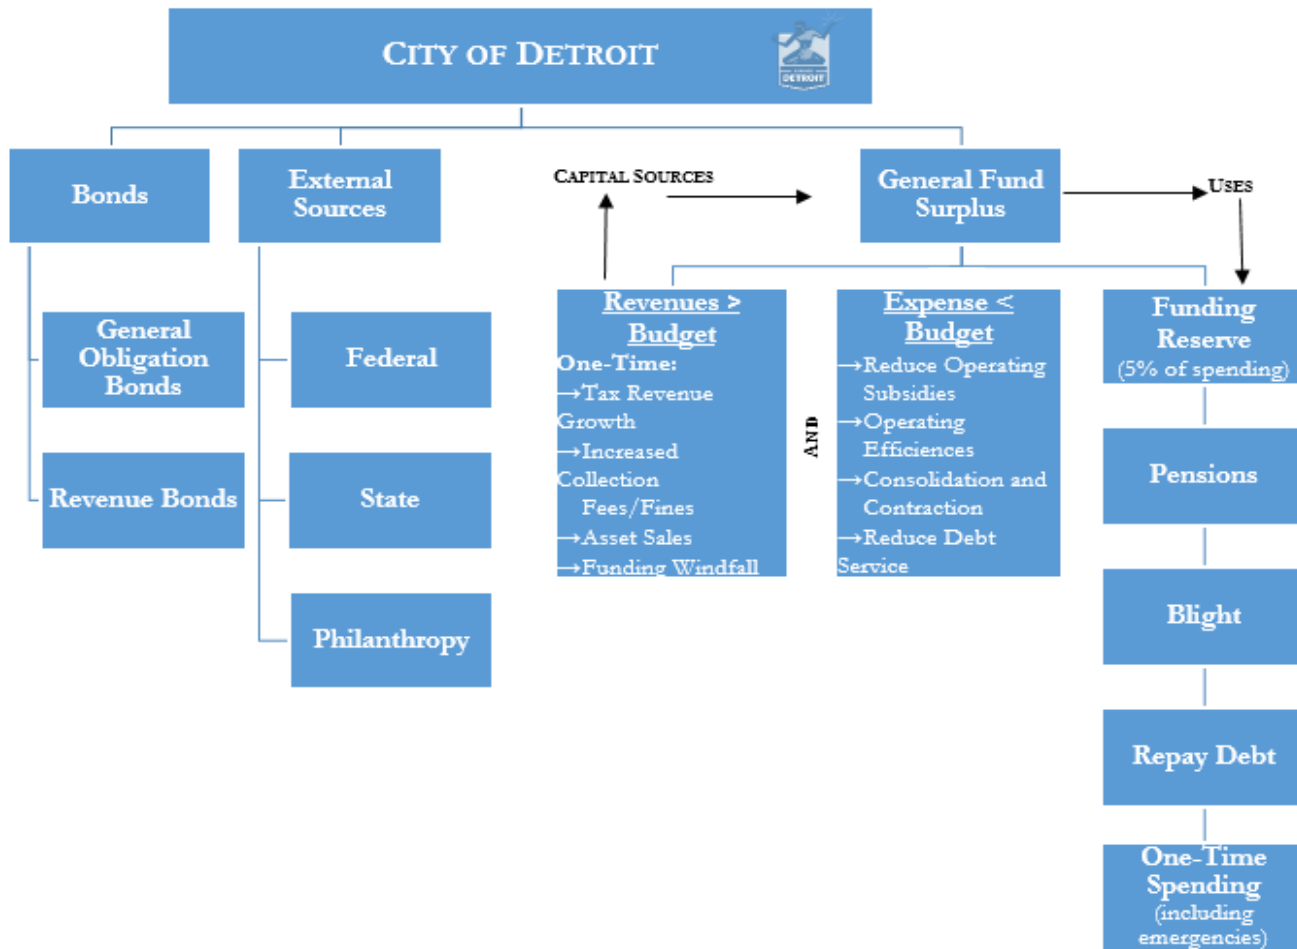 CITY OF DETROIT
DETROIT
Bonds
External
Sources
CAPITAL SOURCES
General Fund
Surplus
USES
General
Obligation
Bonds
Revenue Bonds
Federal
State
Philanthropy
Revenues >
Budget
One-Time:
→Tax Revenue
Growth
→Increased
Collection
Fees/Fines
→Asset Sales
→Funding Windfall
AND
Expense <
Budget
→Reduce Operating
Subsidies
→Operating
Efficiences
→Consolidation and
Contraction
→Reduce Debt
Service
Funding
Reserve
(5% of spending)
Pensions
Blight
Repay Debt
One-Time
Spending
(including
emergencies)